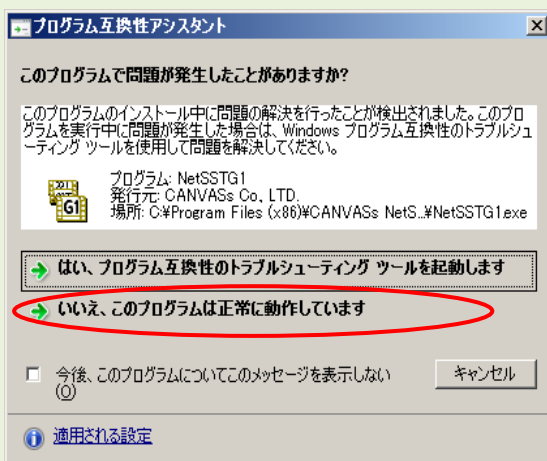 プログラム互換性アシスタント
このプログラムで問題が発生したことがありますか?
このプログラムのインストール中に問題の解決を行ったことが検出されました。このプロ
グラムを実行中に問題が発生した場合は、Windows プログラム互換性のトラブルシュ
ーティング ツールを使用して問題を解決してください。
プログラム: NetSSTG1
発行元: CANVASs Co, LTD.
場所: C:¥Program Files (x86)¥CANVASs NetS...¥NetSSTG1.exe
G1
はい、プログラム互換性のトラブルシューティング ツールを起動します
いいえ、このプログラムは正常に動作しています
今後、このプログラムについてこのメッセージを表示しない
(O)
キャンセル
適用される設定